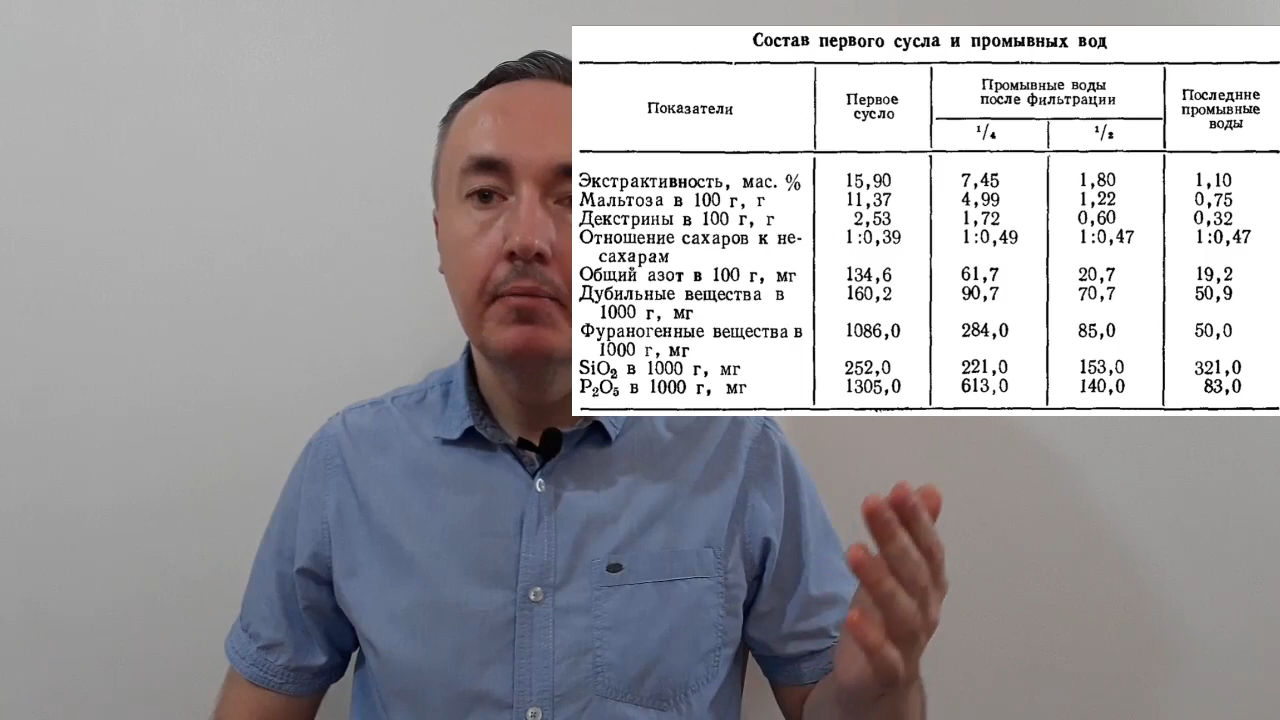 Состав первого сусла и промывных вод
Показатели
Первое
сусло
Промывные воды
после фильтрации
1/4
1/2
Последние
промывные
воды
Экстрактивность, мас. % 15,90 7,45 1,80 1,10
Мальтоза в 100 г, г 11,37 4,99 1,22 0,75
Декстрины в 100 г, г 2,53 1,72 0,60 0,32
Отношение сахаров к не- 1:0,39 1:0,49 1:0,47 1:0,47
сахарам
Общий азот в 100 г, мг 134,6 61,7 20,7 19,2
Дубильные вещества в 160,2 90,7 70,7 50,9
1000 г, мг
Фураногенные вещества в 1086,0 284,0 85,0 50,0
1000 г, мг
SiO₂ в 1000 г, мг 252,0 221,0 153,0 321,0
P₂O₅ в 1000 г, мг 1305,0 613,0 140,0 83,0